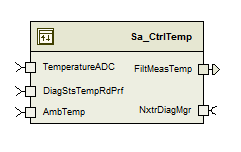 Sa_CtrlTemp
TemperatureADC
FiltMeasTemp
DiagStsTempRdPrf
AmbTemp
NxtrDiagMgr